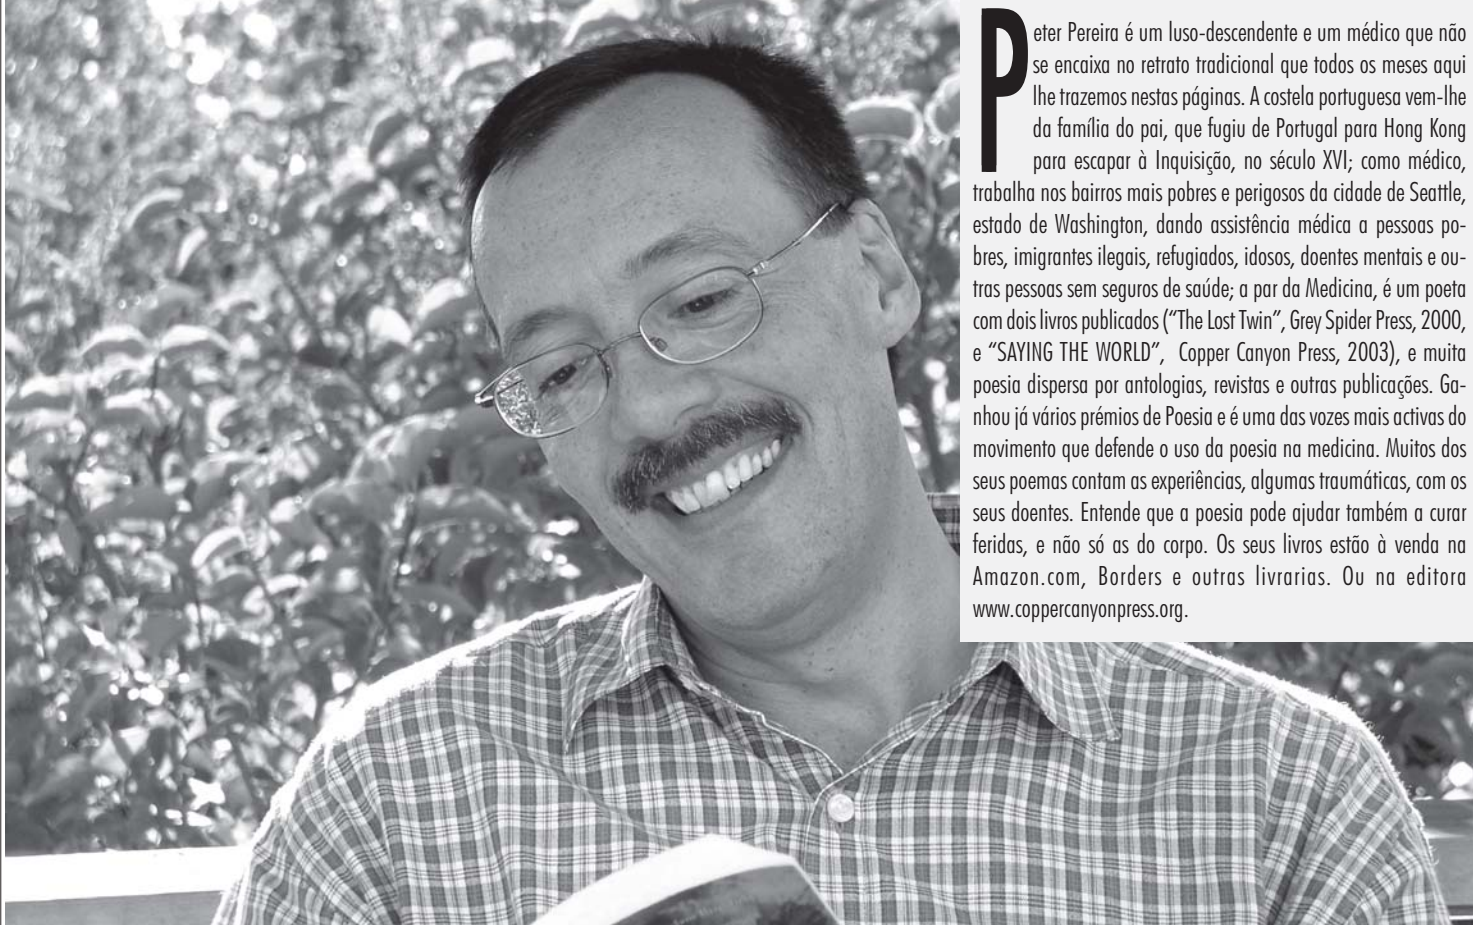 Peter Pereira é um luso-descendente e um médico que não
se encaixa no retrato tradicional que todos os meses aqui
lhe trazemos nestas páginas. A costela portuguesa vem-lhe
da família do pai, que fugiu de Portugal para Hong Kong
para escapar à Inquisição, no século XVI; como médico,
trabalha nos bairros mais pobres e perigosos da cidade de Seattle,
estado de Washington, dando assistência médica a pessoas po-
bres, imigrantes ilegais, refugiados, idosos, doentes mentais e ou-
tras pessoas sem seguros de saúde; a par da Medicina, é um poeta
com dois livros publicados (“The Lost Twin”, Grey Spider Press, 2000,
e “SAYING THE WORLD”, Copper Canyon Press, 2003), e muita
poesia dispersa por antologias, revistas e outras publicações. Ga-
nhou já vários prémios de Poesia e é uma das vozes mais activas do
movimento que defende o uso da poesia na medicina. Muitos dos
seus poemas contam as experiências, algumas traumáticas, com os
seus doentes. Entende que a poesia pode ajudar também a curar
feridas, e não só as do corpo. Os seus livros estão à venda na
Amazon.com, Borders e outras livrarias. Ou na editora
www.coppercanyonpress.org.